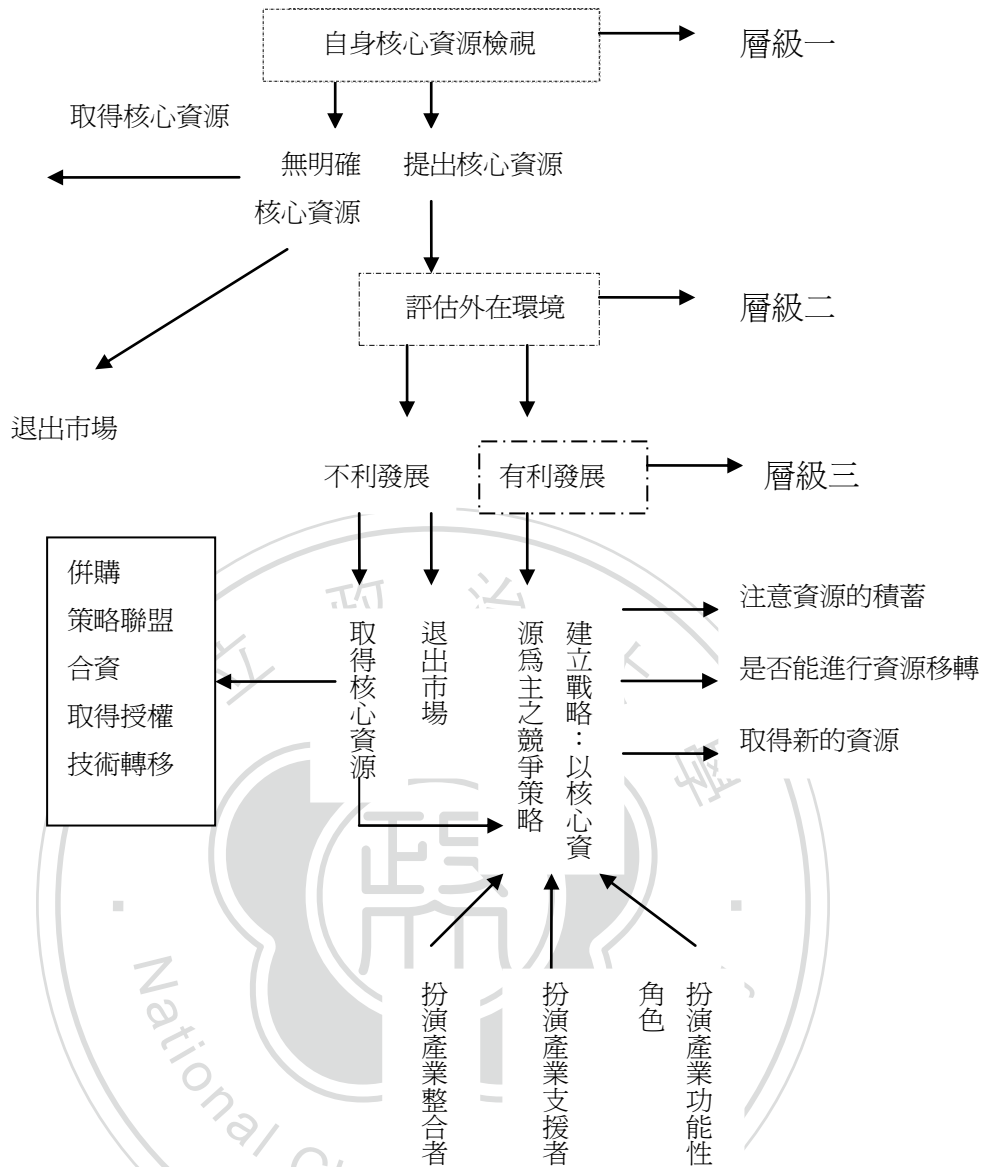 自身核心資源檢視
層級一
取得核心資源
無明確
核心資源
提出核心資源
評估外在環境
層級二
退出市場
不利發展
有利發展
層級三
併購
策略聯盟
合資
取得授權
技術轉移
取得核心資源
退出市場
建立戰略：以核心資
源為主之競爭策略
注意資源的積蓄
是否能進行資源移轉
取得新的資源
扮演產業整合者
扮演產業支援者
扮演產業功能性
角色
National Ch